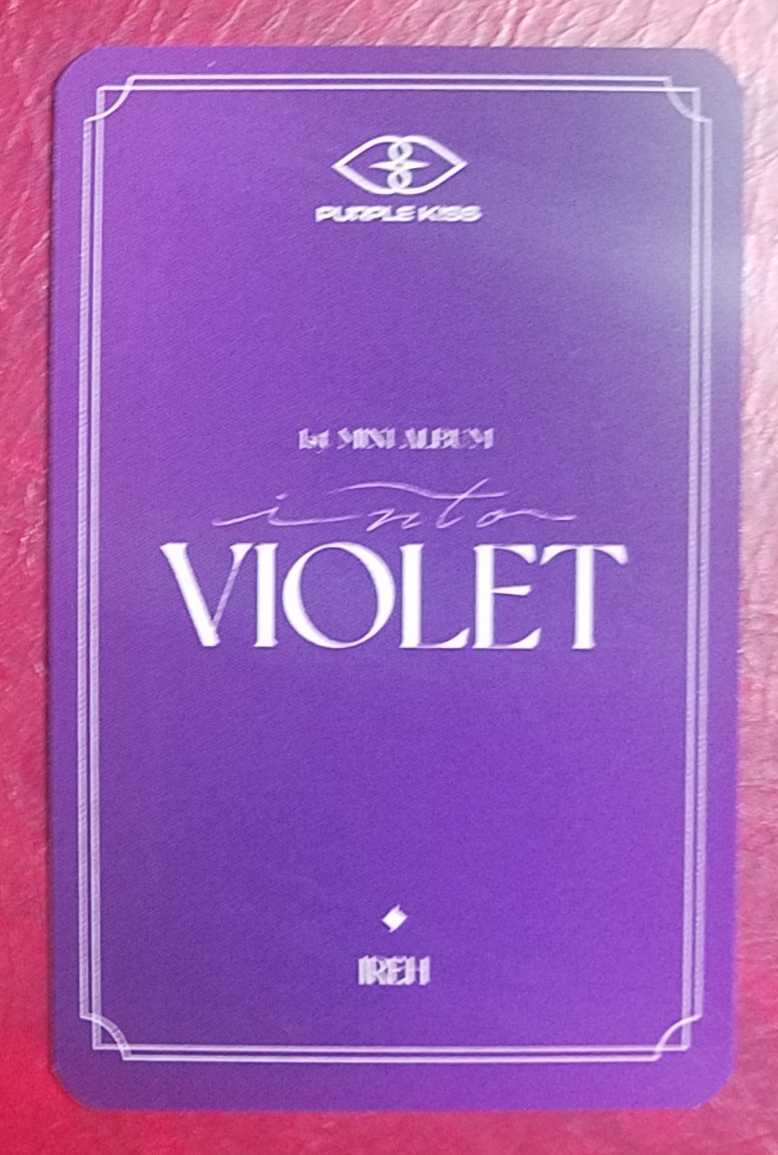 PURPLE KISS
1st MINI ALBUM
into
VIOLET
IREH